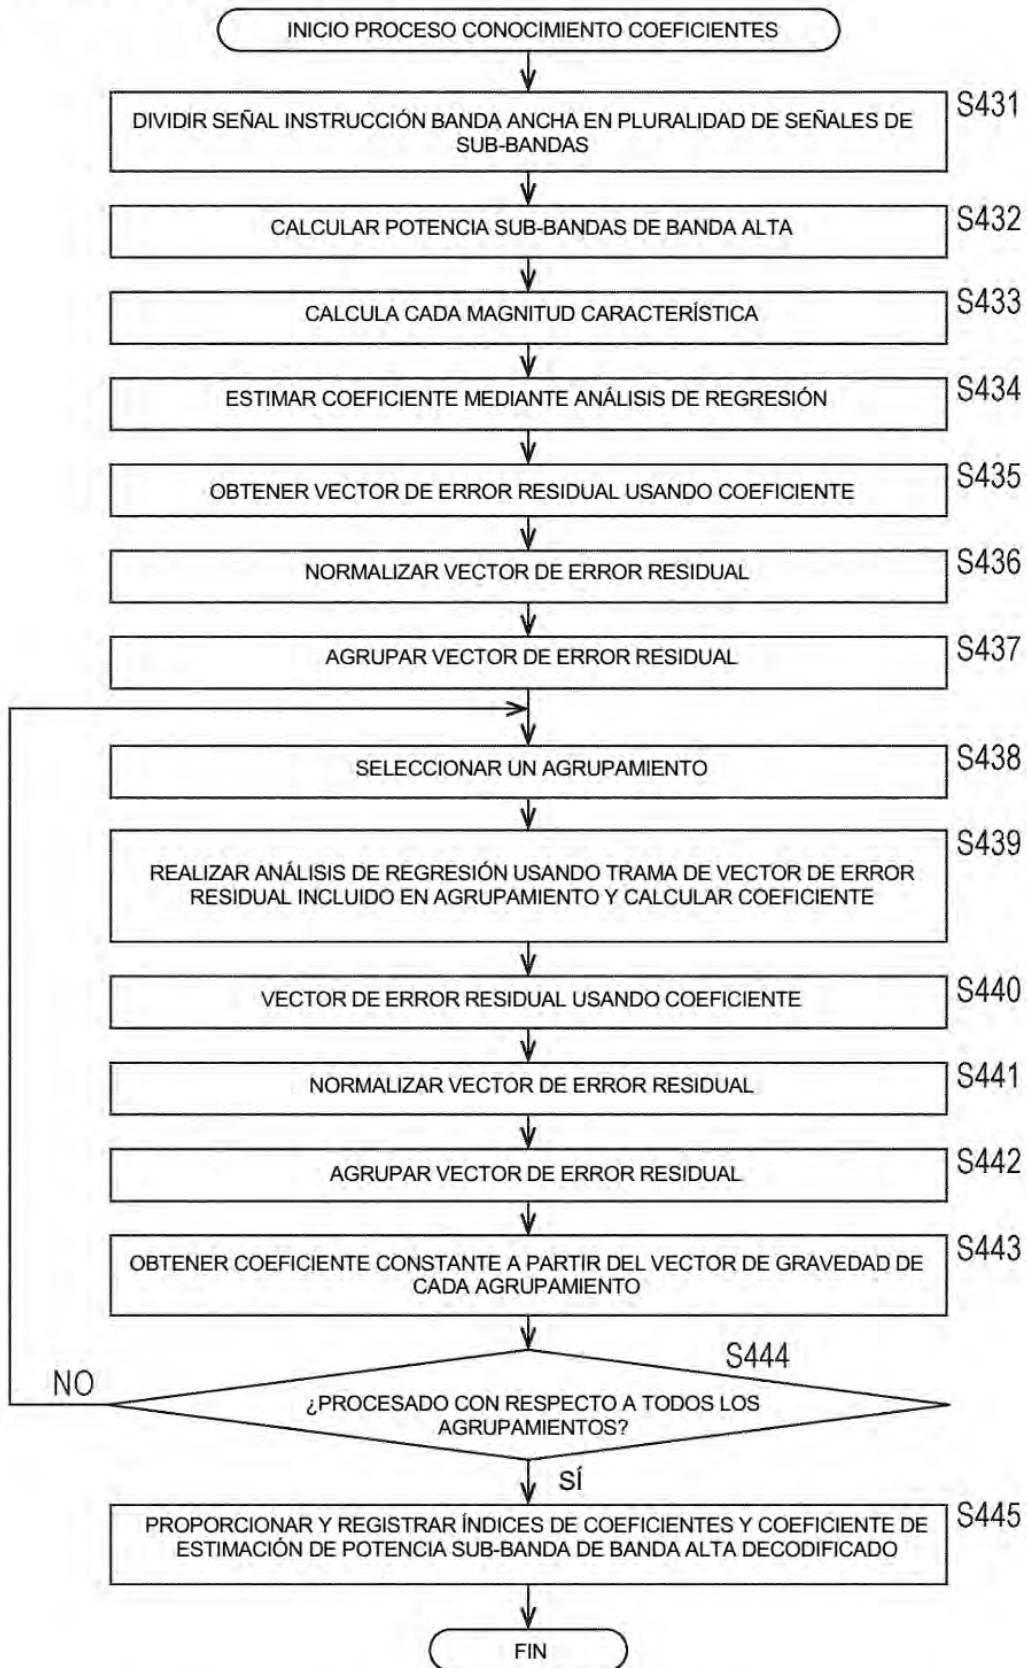 INICIO PROCESO CONOCIMIENTO COEFICIENTES
S431
DIVIDIR SEÑAL INSTRUCCIÓN BANDA ANCHA EN PLURALIDAD DE SEÑALES DE
SUB-BANDAS
S432
CALCULAR POTENCIA SUB-BANDAS DE BANDA ALTA
S433
CALCULA CADA MAGNITUD CARACTERÍSTICA
S434
ESTIMAR COEFICIENTE MEDIANTE ANÁLISIS DE REGRESIÓN
S435
OBTENER VECTOR DE ERROR RESIDUAL USANDO COEFICIENTE
S436
NORMALIZAR VECTOR DE ERROR RESIDUAL
S437
AGRUPAR VECTOR DE ERROR RESIDUAL
S438
SELECCIONAR UN AGRUPAMIENTO
S439
REALIZAR ANÁLISIS DE REGRESIÓN USANDO TRAMA DE VECTOR DE ERROR
RESIDUAL INCLUIDO EN AGRUPAMIENTO Y CALCULAR COEFICIENTE
S440
VECTOR DE ERROR RESIDUAL USANDO COEFICIENTE
S441
NORMALIZAR VECTOR DE ERROR RESIDUAL
S442
AGRUPAR VECTOR DE ERROR RESIDUAL
S443
OBTENER COEFICIENTE CONSTANTE A PARTIR DEL VECTOR DE GRAVEDAD DE
CADA AGRUPAMIENTO
S444
NO
¿PROCESADO CON RESPECTO A TODOS LOS
AGRUPAMIENTOS?
SÍ
S445
PROPORCIONAR Y REGISTRAR ÍNDICES DE COEFICIENTES Y COEFICIENTE DE
ESTIMACIÓN DE POTENCIA SUB-BANDA DE BANDA ALTA DECODIFICADO
FIN